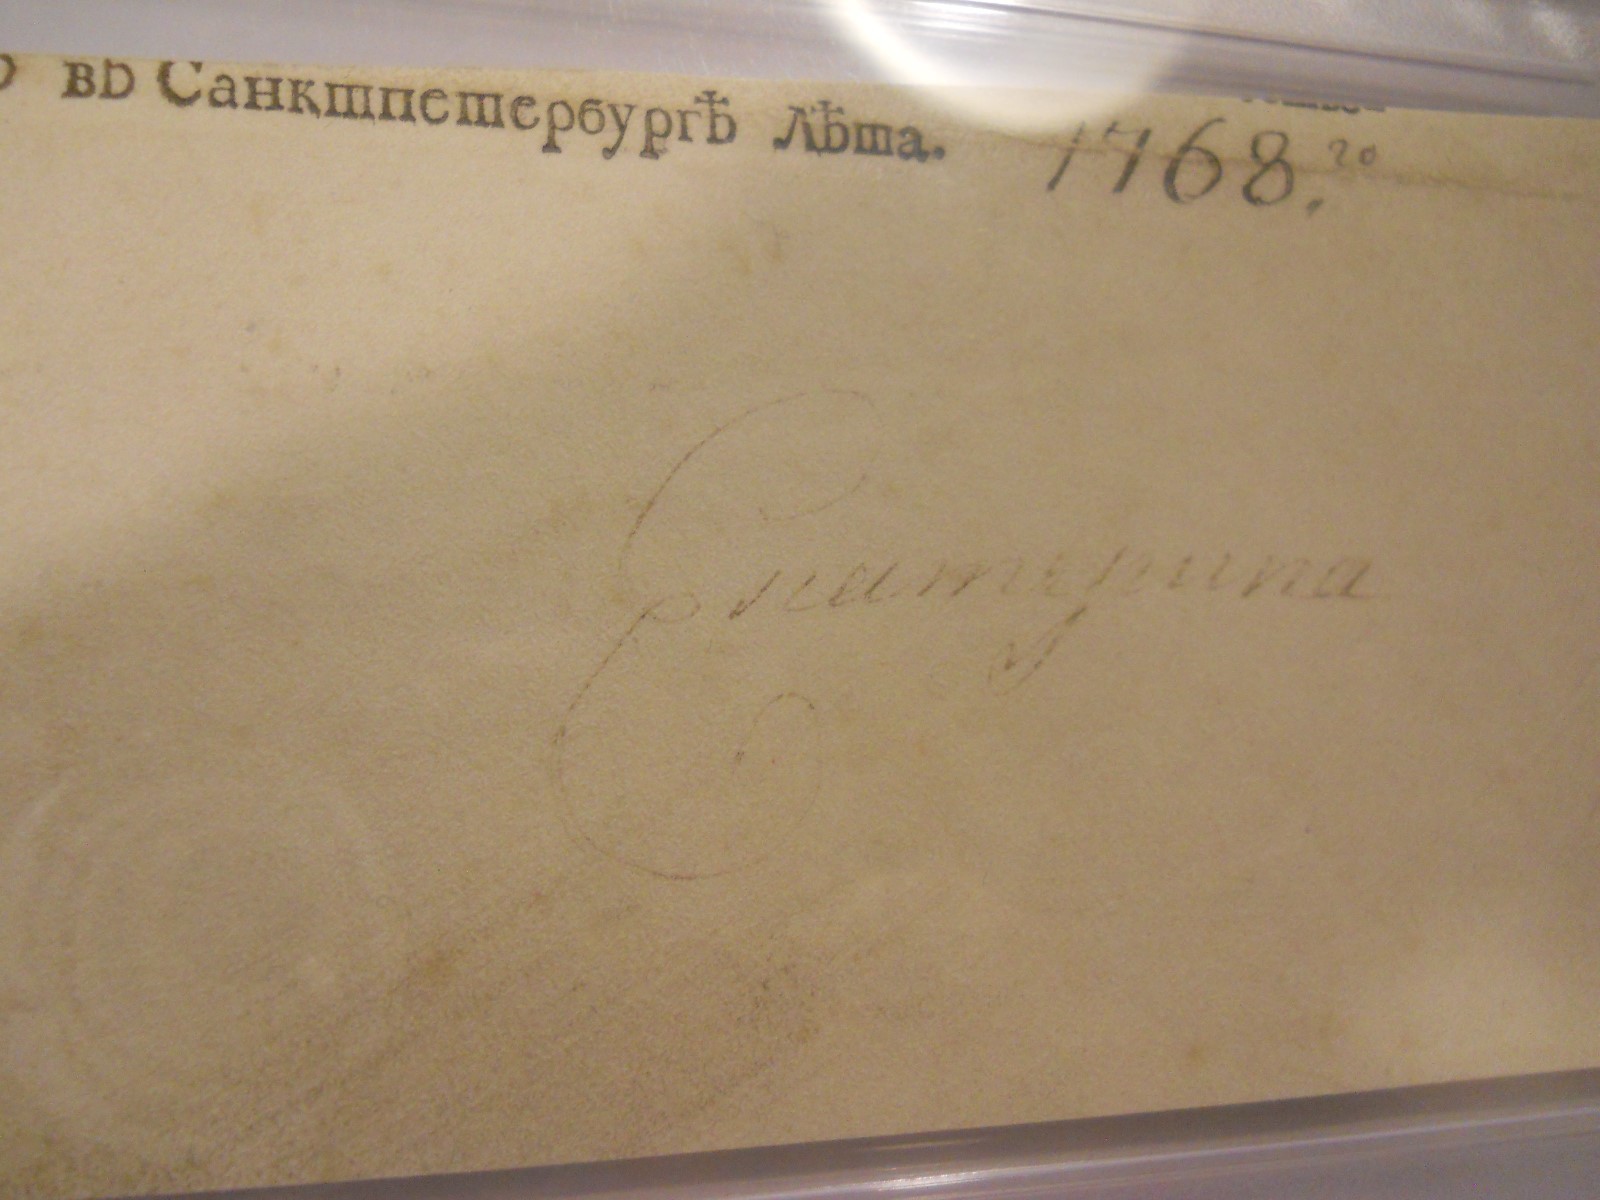 въ Санктпетербургѣ Лѣта. 1768.го
Екатерина